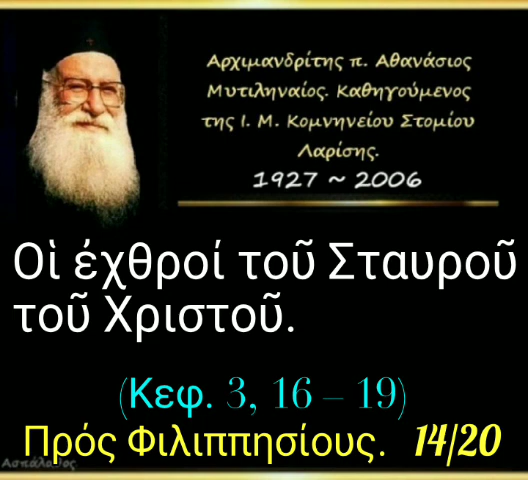 Αρχιμανδρίτης π. Αθανάσιος
Μυτιληναίος. Καθηγούμενος
της Ι. Μ. Κομνηνείου Στομίου
Λαρίσης.
1927 ~ 2006
Οἱ ἐχθροί τοῦ Σταυροῦ
τοῦ Χριστοῦ.
(Κεφ. 3, 16 – 19)
Πρός Φιλιππησίους. 14/20